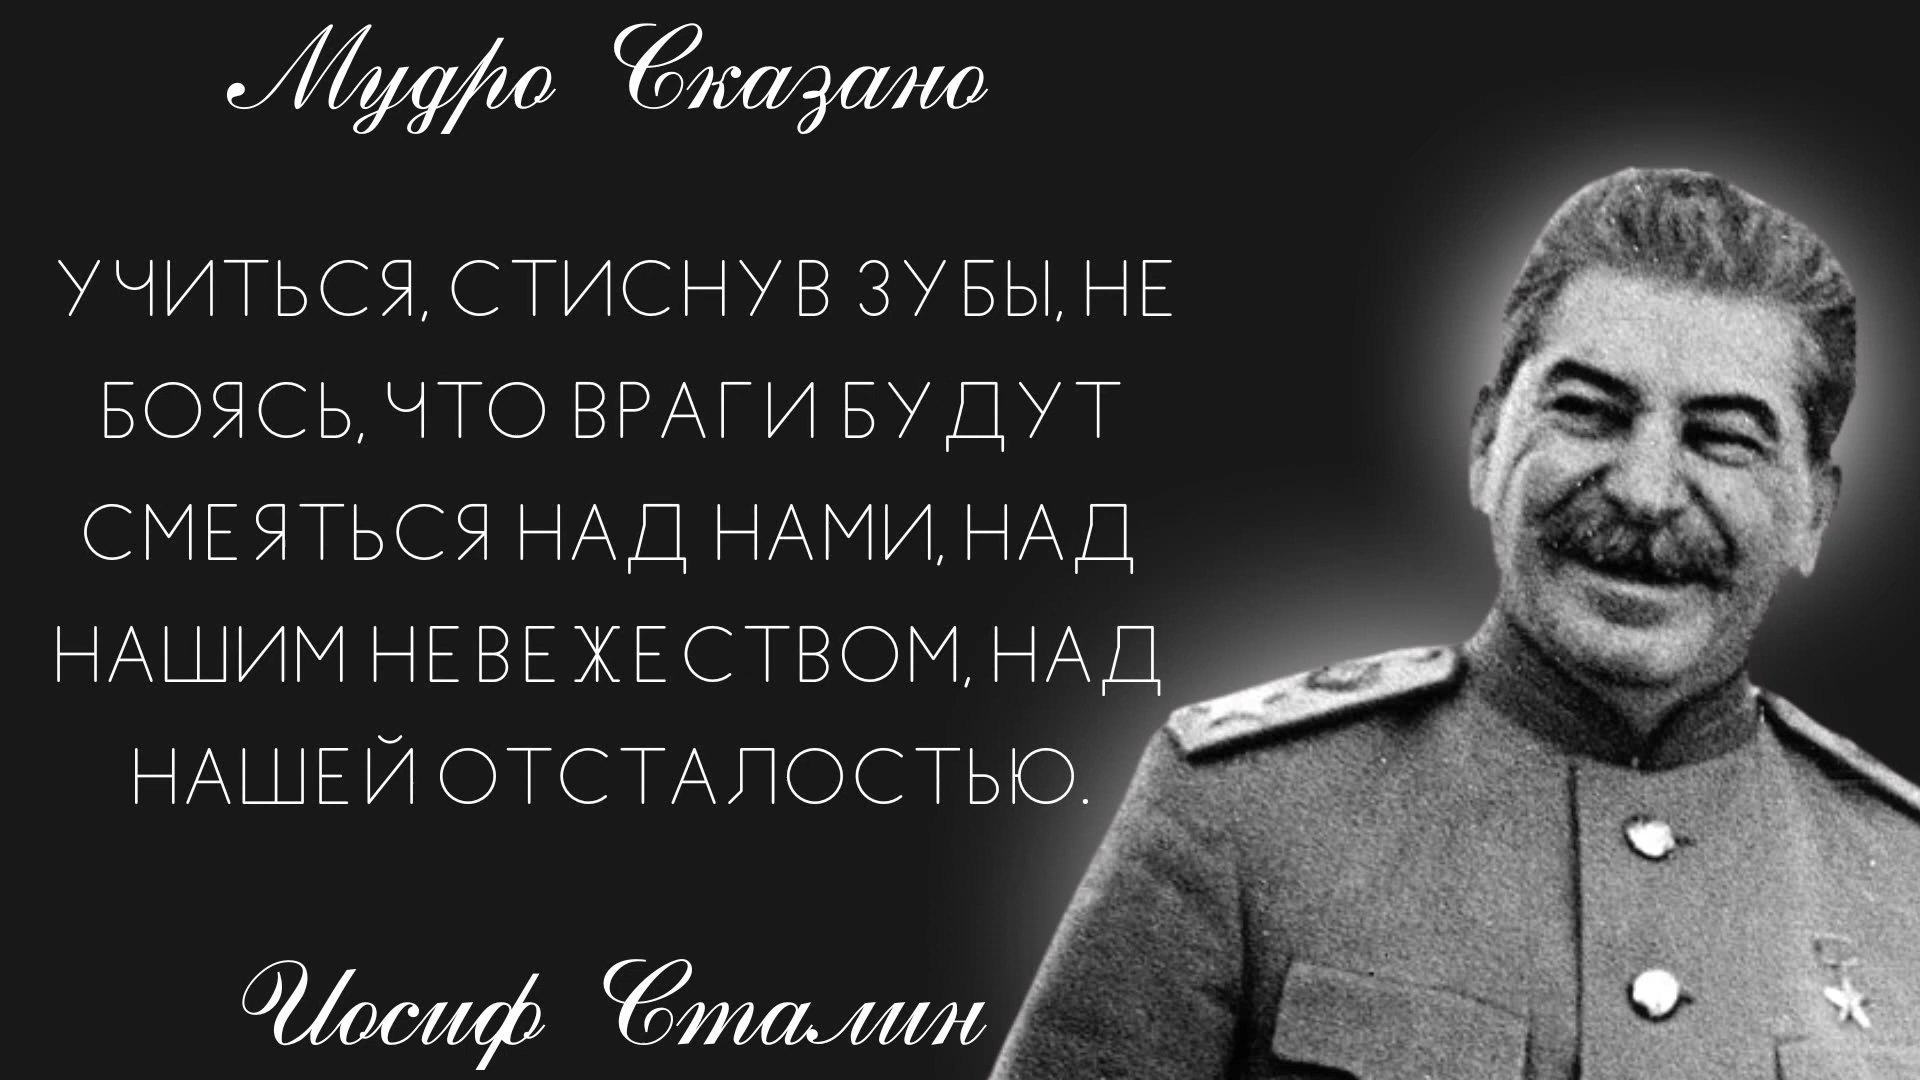 Мудро Сказано
УЧИТЬСЯ, СТИСНУВ ЗУБЫ, НЕ
БОЯСЬ, ЧТО ВРАГИ БУДУТ
СМЕЯТЬСЯ НАД НАМИ, НАД
НАШИМ НЕВЕЖЕСТВОМ, НАД
НАШЕЙ ОТСТАЛОСТЬЮ.
Иосиф Сталин